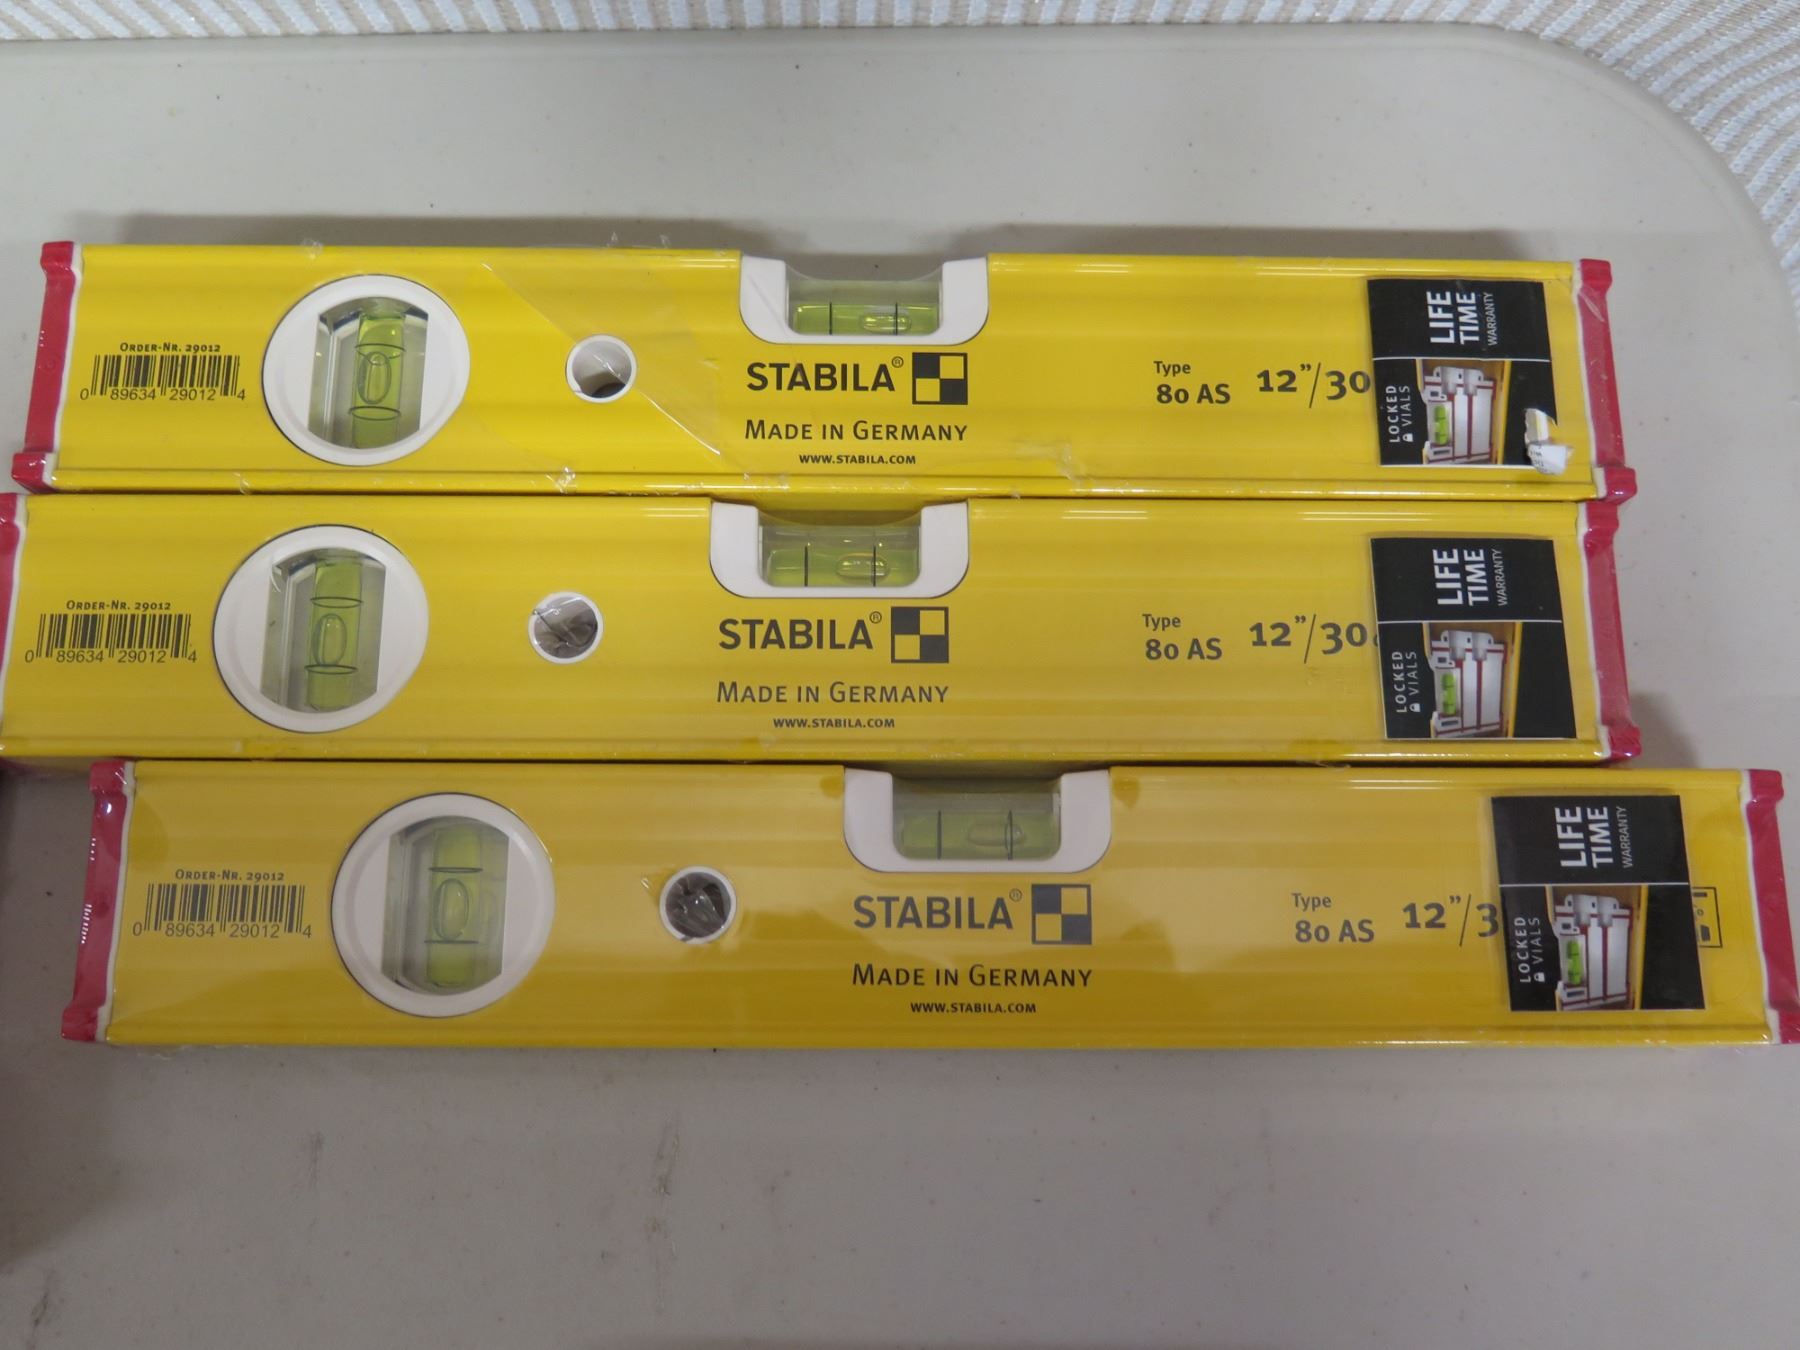 ORDER-NR. 29012
0 89634 29012 4
STABILA®
MADE IN GERMANY
WWW.STABILA.COM
Type
80 AS
12"/30
LIFE
TIME
WARRANTY
LOCKED
VIALS
ORDER-NR. 29012
0 89634 29012 4
STABILA®
MADE IN GERMANY
WWW.STABILA.COM
Type
80 AS
12"/30
LIFE
TIME
WARRANTY
LOCKED
VIALS
ORDER-NR. 29012
0 89634 29012 4
STABILA®
MADE IN GERMANY
WWW.STABILA.COM
Type
80 AS
12"/3
LIFE
TIME
WARRANTY
LOCKED
VIALS